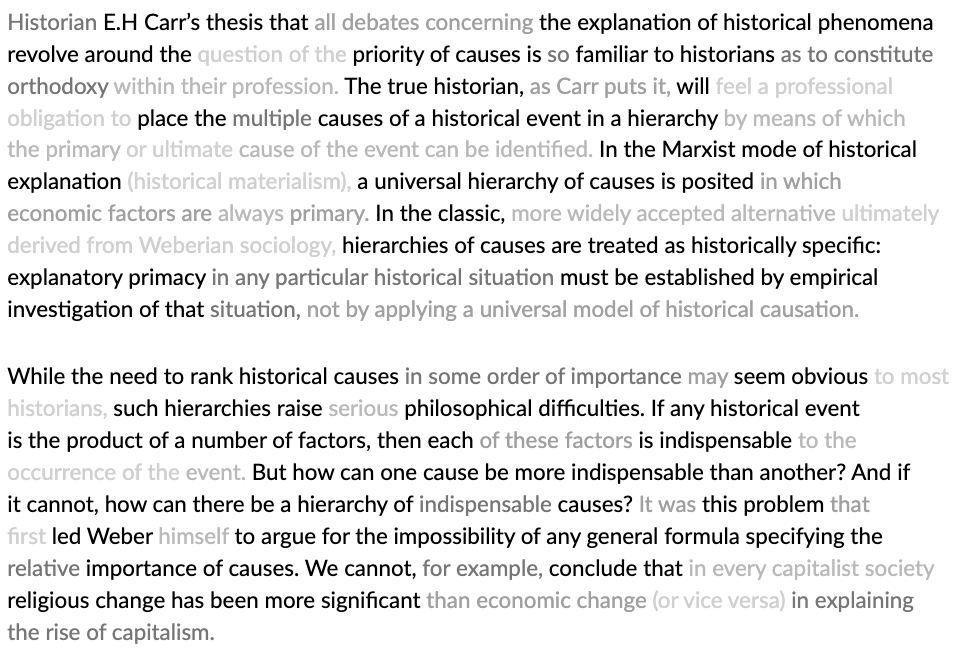 Historian E.H Carr’s thesis that all debates concerning the explanation of historical phenomena
revolve around the question of the priority of causes is so familiar to historians as to constitute
orthodoxy within their profession. The true historian, as Carr puts it, will feel a professional
obligation to place the multiple causes of a historical event in a hierarchy by means of which
the primary or ultimate cause of the event can be identified. In the Marxist mode of historical
explanation (historical materialism), a universal hierarchy of causes is posited in which
economic factors are always primary. In the classic, more widely accepted alternative ultimately
derived from Weberian sociology, hierarchies of causes are treated as historically specific:
explanatory primacy in any particular historical situation must be established by empirical
investigation of that situation, not by applying a universal model of historical causation.
While the need to rank historical causes in some order of importance may seem obvious to most
historians, such hierarchies raise serious philosophical difficulties. If any historical event
is the product of a number of factors, then each of these factors is indispensable to the
occurrence of the event. But how can one cause be more indispensable than another? And if
it cannot, how can there be a hierarchy of indispensable causes? It was this problem that
first led Weber himself to argue for the impossibility of any general formula specifying the
relative importance of causes. We cannot, for example, conclude that in every capitalist society
religious change has been more significant than economic change (or vice versa) in explaining
the rise of capitalism.